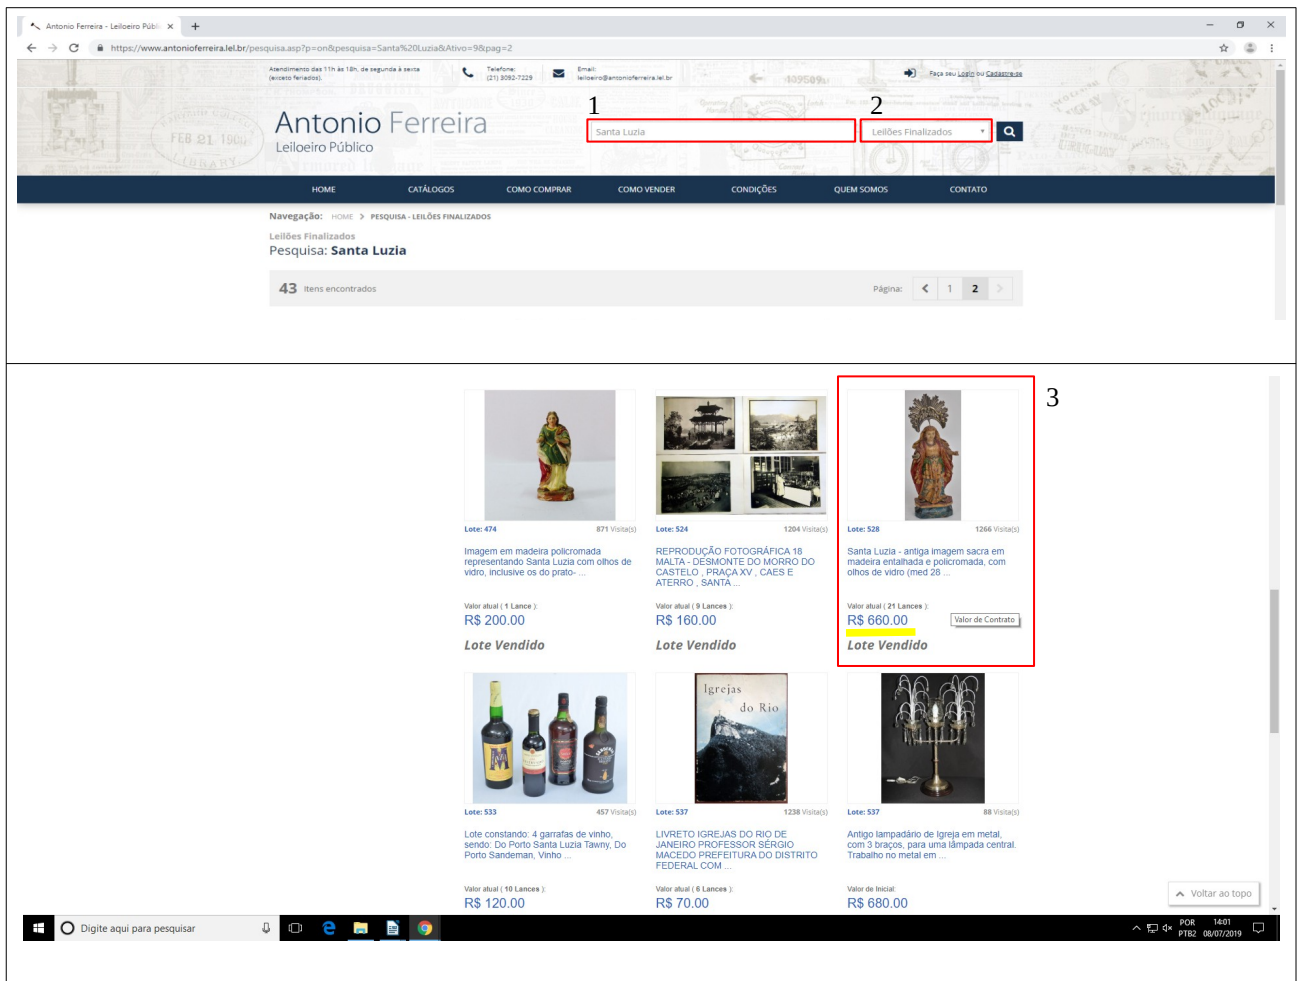 Antonio Ferreira - Leiloeiro Públi
https://www.antonioferreira.lel.br/pesquisa.asp?p=on&pesquisa=Santa%20Luzia&Ativo=9&pag=2
Atendimento das 11h às 18h, de segunda à sexta
(exceto feriados).
Telefone:
(21) 3092-7229
Email:
leiloeiro@antonioferreira.lel.br
Faça seu Login ou Cadastre-se
1
2
Antonio Ferreira
Leiloeiro Público
Santa Luzia
Leilões Finalizados
FEB 21 1900
LIBRARY
HOME CATÁLOGOS COMO COMPRAR COMO VENDER CONDIÇÕES QUEM SOMOS CONTATO
Navegação: HOME > PESQUISA - LEILÕES FINALIZADOS
Leilões Finalizados
Pesquisa: Santa Luzia
43 Itens encontrados
Página: 1 2
3
Lote: 474 871 Visita(s)
Imagem em madeira policromada
representando Santa Luzia com olhos de
vidro, inclusive os do prato- ...
Valor atual ( 1 Lance ):
R$ 200.00
Lote Vendido
Lote: 524 1204 Visita(s)
REPRODUÇÃO FOTOGRÁFICA 18
MALTA - DESMONTE DO MORRO DO
CASTELO , PRAÇA XV , CAES E
ATERRO , SANTA ...
Valor atual ( 9 Lances ):
R$ 160.00
Lote Vendido
Lote: 528 1266 Visita(s)
Santa Luzia - antiga imagem sacra em
madeira entalhada e policromada, com
olhos de vidro (med 28 ...
Valor atual ( 21 Lances ):
R$ 660.00
Valor de Contrato
Lote Vendido
Lote: 533 457 Visita(s)
Lote constando: 4 garrafas de vinho,
sendo: Do Porto Santa Luzia Tawny, Do
Porto Sandeman, Vinho ...
Valor atual ( 10 Lances ):
R$ 120.00
Igrejas
do Rio
Lote: 537 1238 Visita(s)
LIVRETO IGREJAS DO RIO DE
JANEIRO PROFESSOR SÉRGIO
MACEDO PREFEITURA DO DISTRITO
FEDERAL COM ...
Valor atual ( 6 Lances ):
R$ 70.00
Lote: 537 88 Visita(s)
Antigo lampadário de Igreja em metal,
com 3 braços, para uma lâmpada central.
Trabalho no metal em ...
Valor de Inicial:
R$ 680.00
Voltar ao topo
Digite aqui para pesquisar
POR
PTB2
14:01
08/07/2019